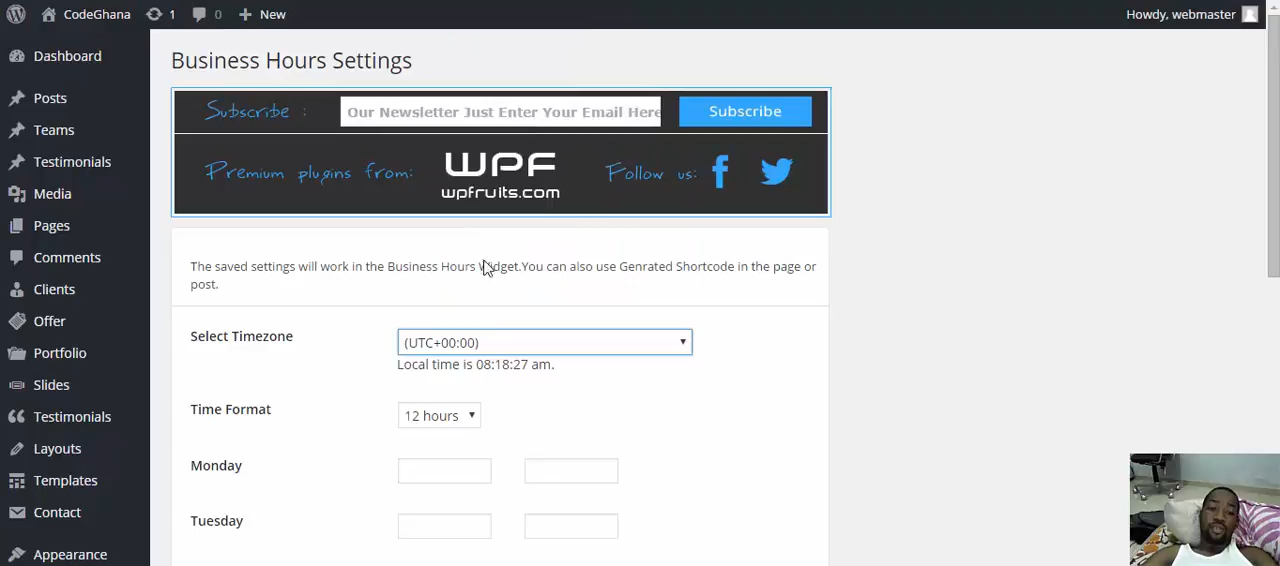 CodeGhana 1 0 New Howdy, webmaster
Dashboard
Posts
Teams
Testimonials
Media
Pages
Comments
Clients
Offer
Portfolio
Slides
Testimonials
Layouts
Templates
Contact
Appearance
Business Hours Settings
Subscribe : Our Newsletter Just Enter Your Email Here Subscribe
Premium plugins from: WPF Follow us:
wpfruits.com
The saved settings will work in the Business Hours Widget.You can also use Genrated Shortcode in the page or
post.
Select Timezone (UTC+00:00)
Local time is 08:18:27 am.
Time Format 12 hours
Monday
Tuesday